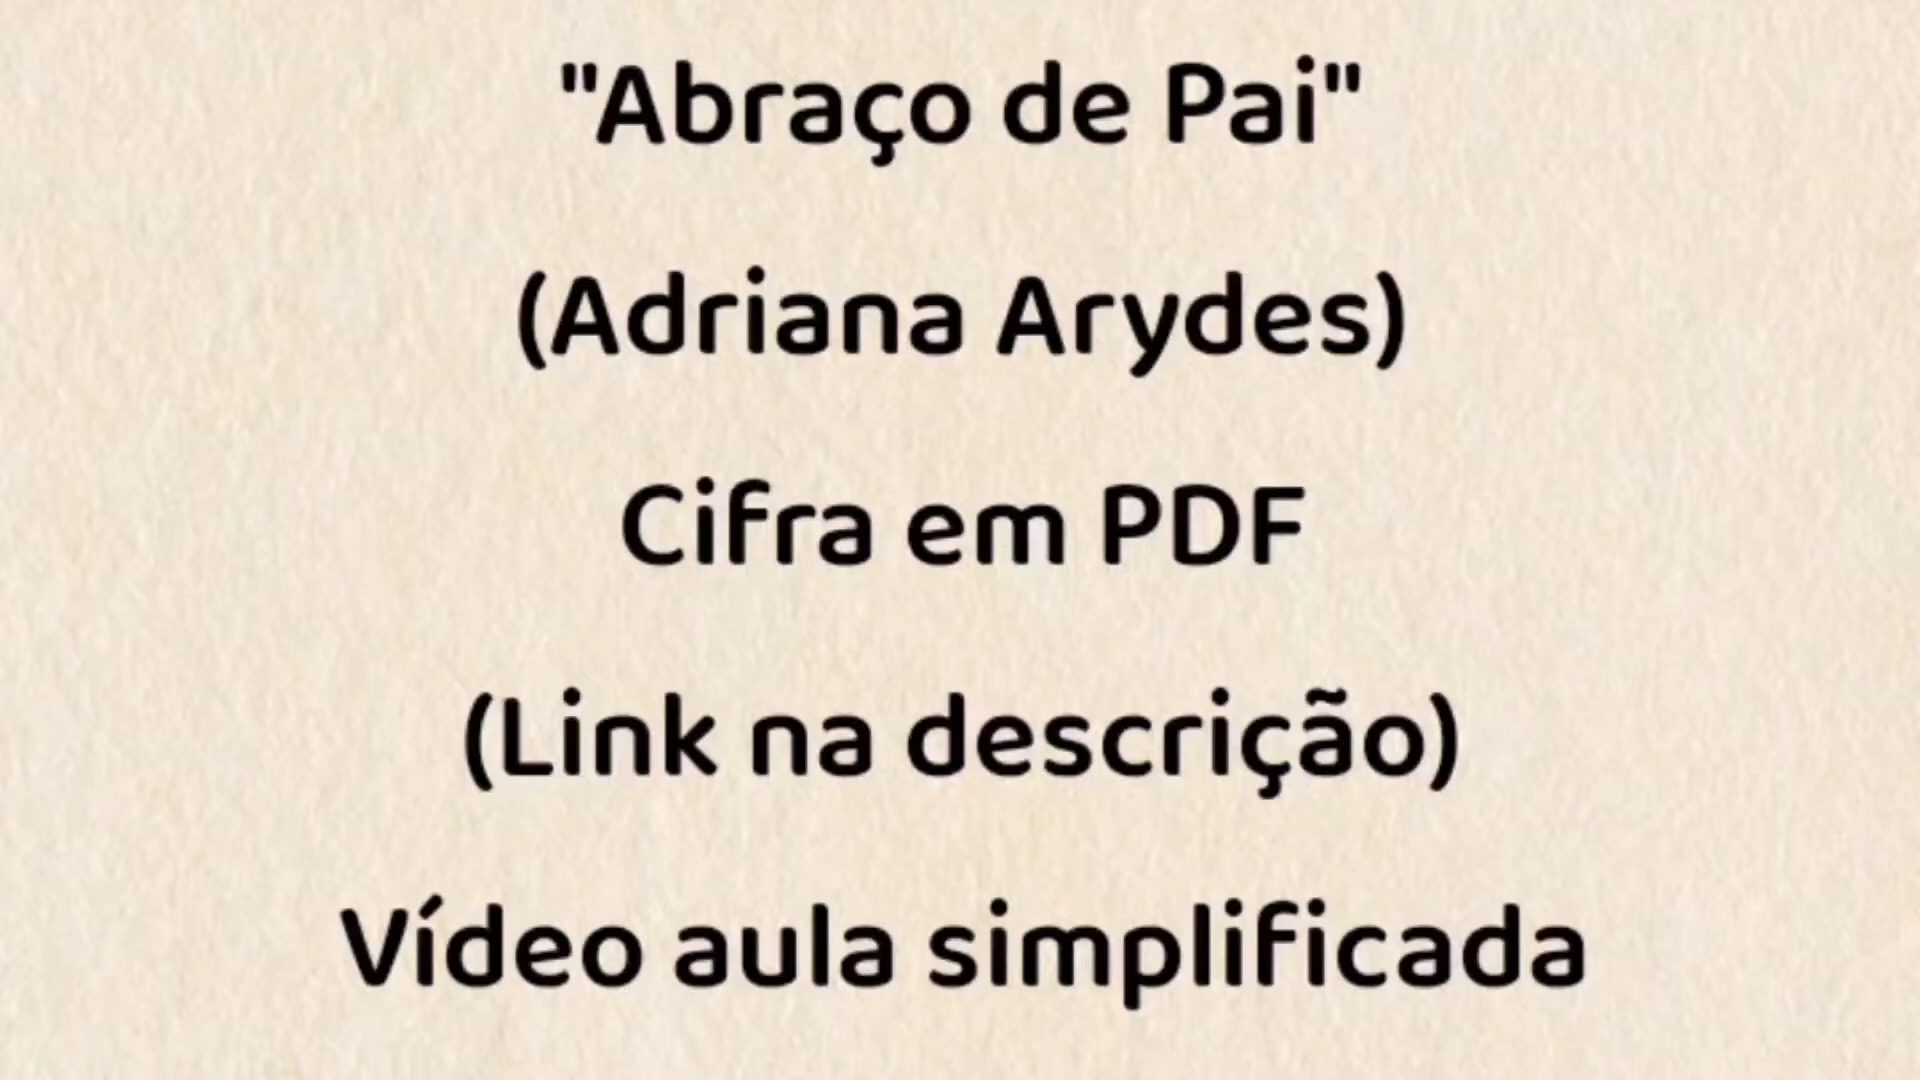 "Abraço de Pai"
(Adriana Arydes)
Cifra em PDF
(Link na descrição)
Vídeo aula simplificada